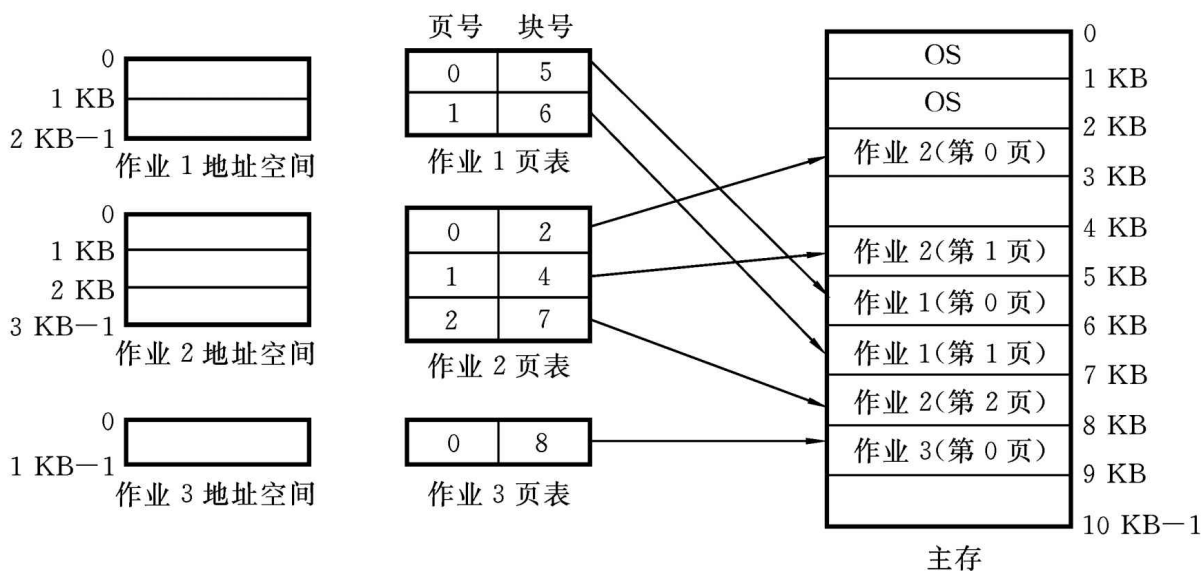 页号 块号
0
1 KB
2 KB－1
作业 1 地址空间
0 5
1 6
作业 1 页表
0
1 KB
2 KB
3 KB－1
作业 2 地址空间
0 2
1 4
2 7
作业 2 页表
0
1 KB－1
作业 3 地址空间
0 8
作业 3 页表
0
OS
1 KB
OS
2 KB
作业 2(第 0 页)
3 KB
4 KB
作业 2(第 1 页)
5 KB
作业 1(第 0 页)
6 KB
作业 1(第 1 页)
7 KB
作业 2(第 2 页)
8 KB
作业 3(第 0 页)
9 KB
10 KB－1
主存